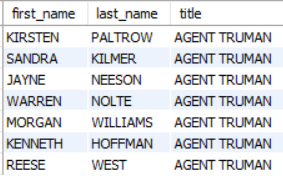 first_name last_name title
KIRSTEN PALTROW AGENT TRUMAN
SANDRA KILMER AGENT TRUMAN
JAYNE NEESON AGENT TRUMAN
WARREN NOLTE AGENT TRUMAN
MORGAN WILLIAMS AGENT TRUMAN
KENNETH HOFFMAN AGENT TRUMAN
REESE WEST AGENT TRUMAN